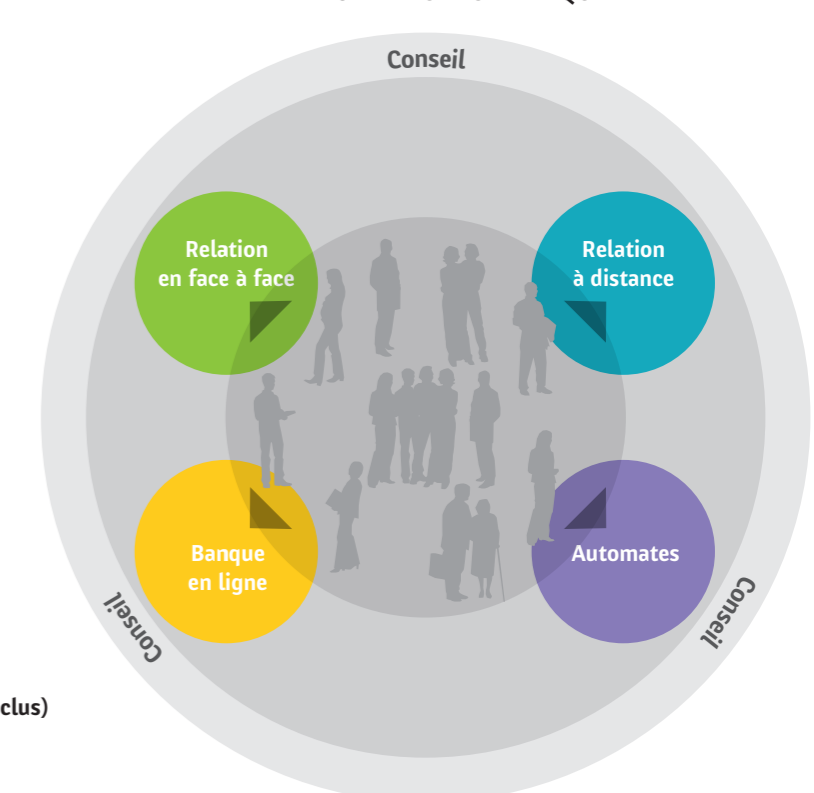 Conseil
Relation
en face à face
Relation
à distance
Banque
en ligne
Automates
Conseil
Conseil
clus)